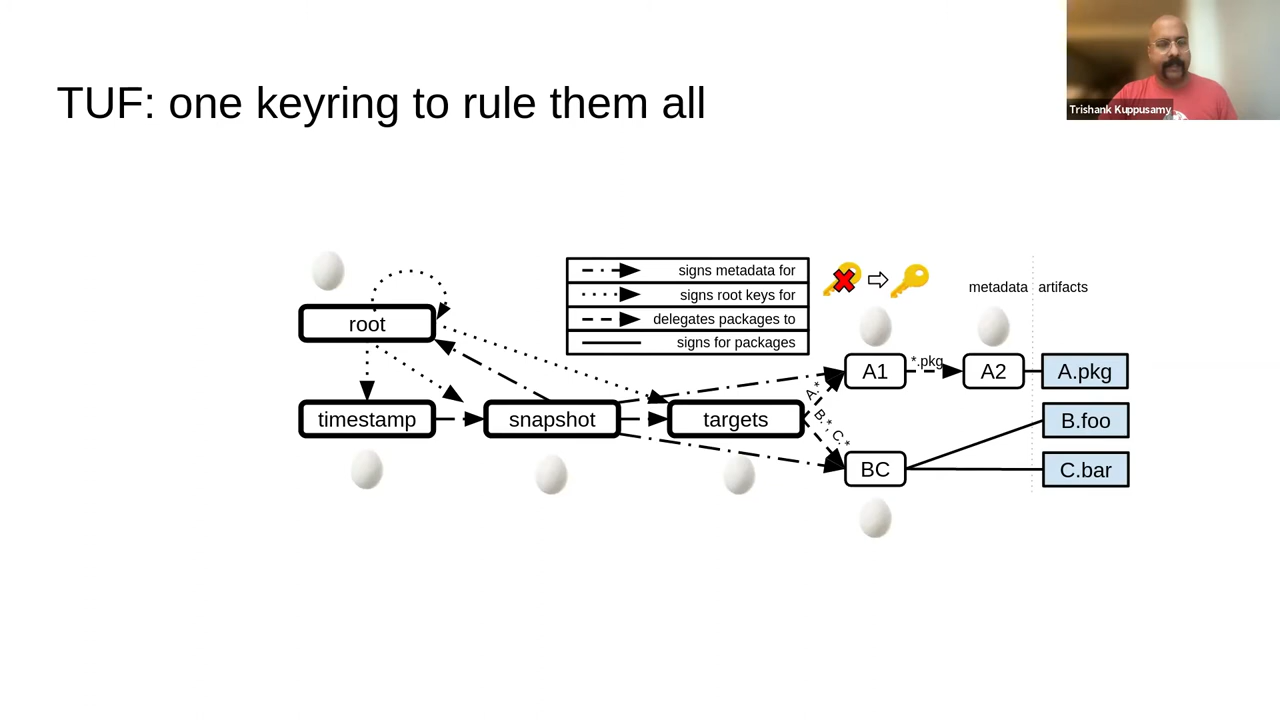 Trishank Kuppusamy
TUF: one keyring to rule them all
signs metadata for
signs root keys for
delegates packages to
signs for packages
metadata
artifacts
root
timestamp
snapshot
targets
A.*
B.*, C.*
A1
*.pkg
A2
A.pkg
B.foo
BC
C.bar